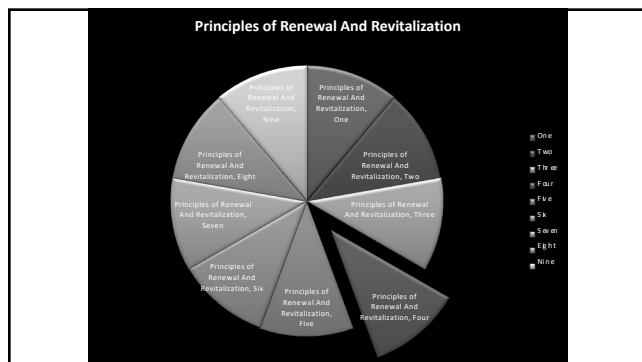 Principles of Renewal And Revitalization
Principles of
Renewal And
Revitalization,
One
Principles of
Renewal And
Revitalization, Two
Principles of Renewal
And Revitalization, Three
Principles of
Renewal And
Revitalization, Four
Principles of
Renewal And
Revitalization,
Five
Principles of
Renewal And
Revitalization, Six
Principles of Renewal
And Revitalization,
Seven
Principles of
Renewal And
Revitalization, Eight
Principles of
Renewal And
Revitalization,
Nine
One
Two
Three
Four
Five
Six
Seven
Eight
Nine